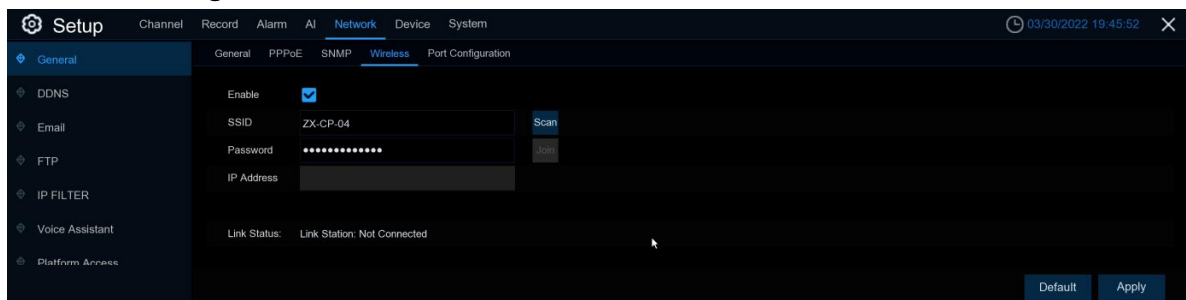 Setup Channel Record Alarm AI Network Device System 03/30/2022 19:45:52
General PPPoE SNMP Wireless Port Configuration
General
DDNS
Email
FTP
IP FILTER
Voice Assistant
Platform Access
Enable
SSID ZX-CP-04 Scan
Password ••••••••••••• Join
IP Address
Link Status: Link Station: Not Connected
Default Apply